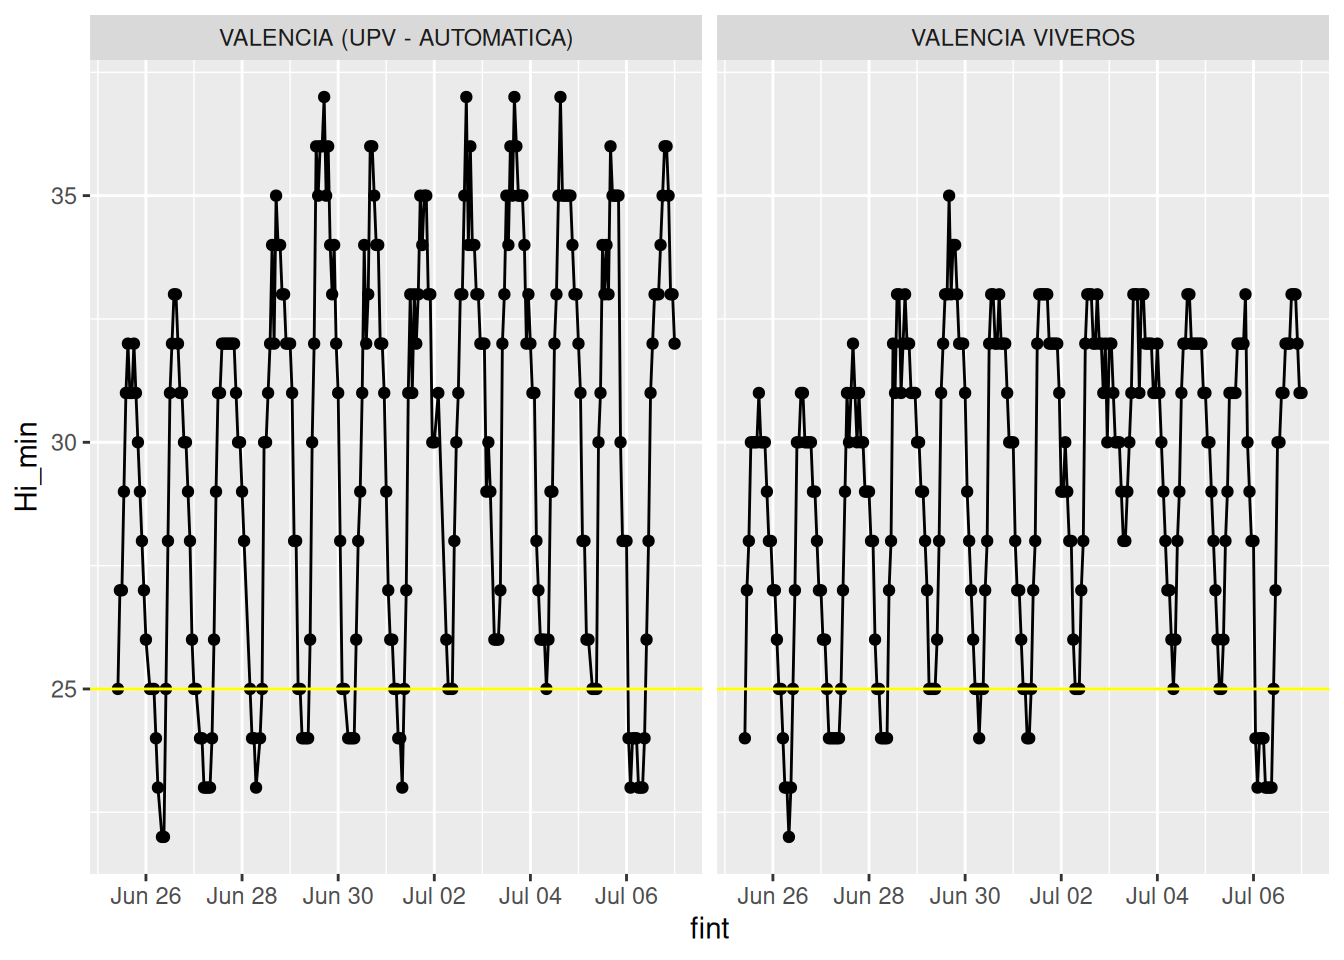 VALENCIA (UPV - AUTOMATICA)
VALENCIA VIVEROS
Hi_min
35
30
25
Jun 26 Jun 28 Jun 30 Jul 02 Jul 04 Jul 06
Jun 26 Jun 28 Jun 30 Jul 02 Jul 04 Jul 06
fint